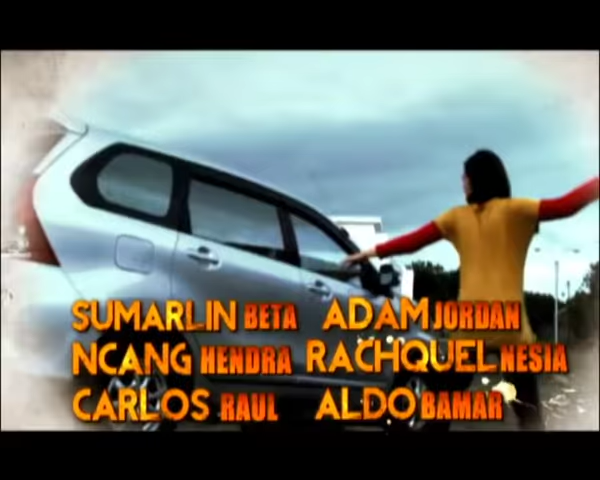 SUMARLIN BETA ADAM JORDAN
NCANG HENDRA RACHQUEL NESIA
CARLOS RAUL ALDO BAMAR